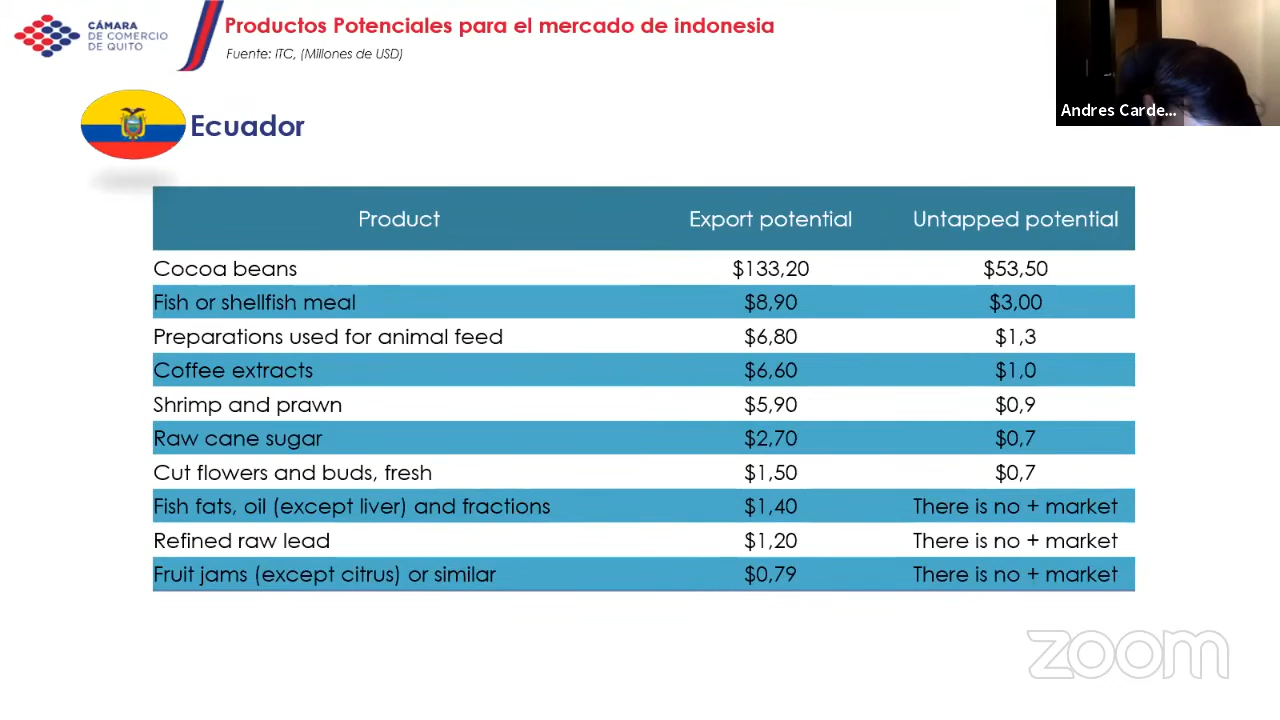 CÁMARA
DE COMERCIO
DE QUITO
Productos Potenciales para el mercado de indonesia
Fuente: ITC, (Millones de USD)
Andres Carde...
Ecuador
Product Export potential Untapped potential
Cocoa beans $133,20 $53,50
Fish or shellfish meal $8,90 $3,00
Preparations used for animal feed $6,80 $1,3
Coffee extracts $6,60 $1,0
Shrimp and prawn $5,90 $0,9
Raw cane sugar $2,70 $0,7
Cut flowers and buds, fresh $1,50 $0,7
Fish fats, oil (except liver) and fractions $1,40 There is no + market
Refined raw lead $1,20 There is no + market
Fruit jams (except citrus) or similar $0,79 There is no + market
zoom